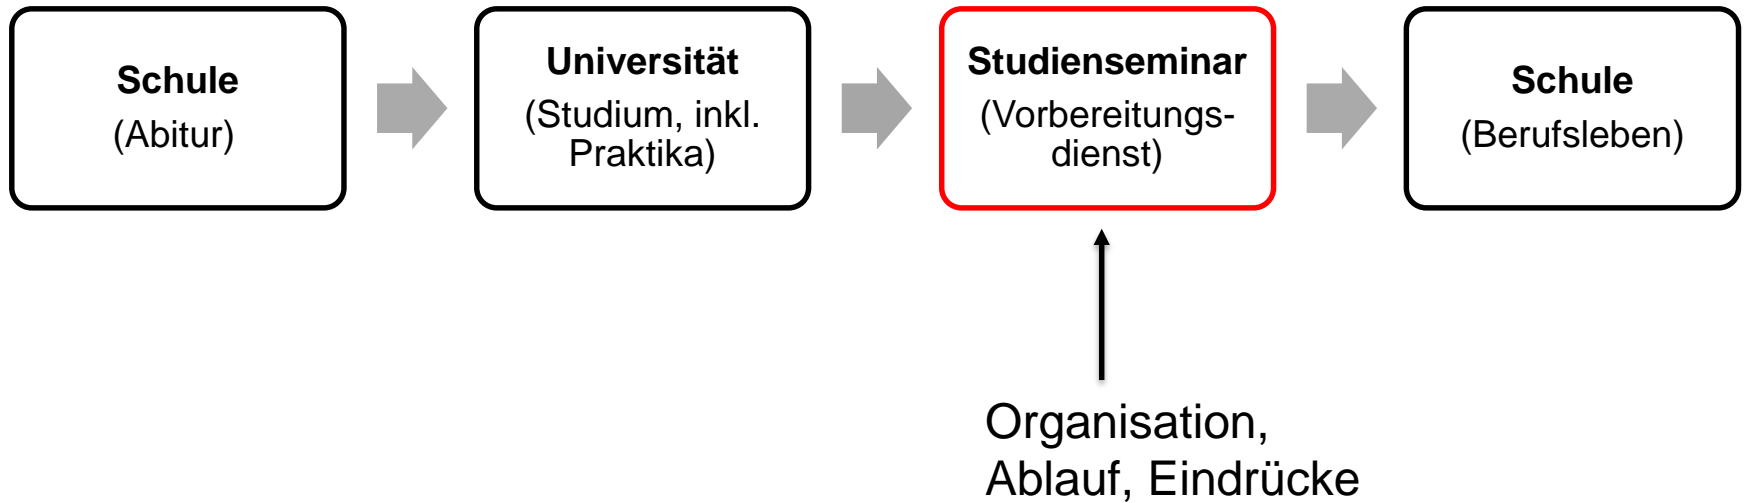 Schule
(Abitur)
Universität
(Studium, inkl.
Praktika)
Studienseminar
(Vorbereitungs-
dienst)
Schule
(Berufsleben)
Organisation,
Ablauf, Eindrücke